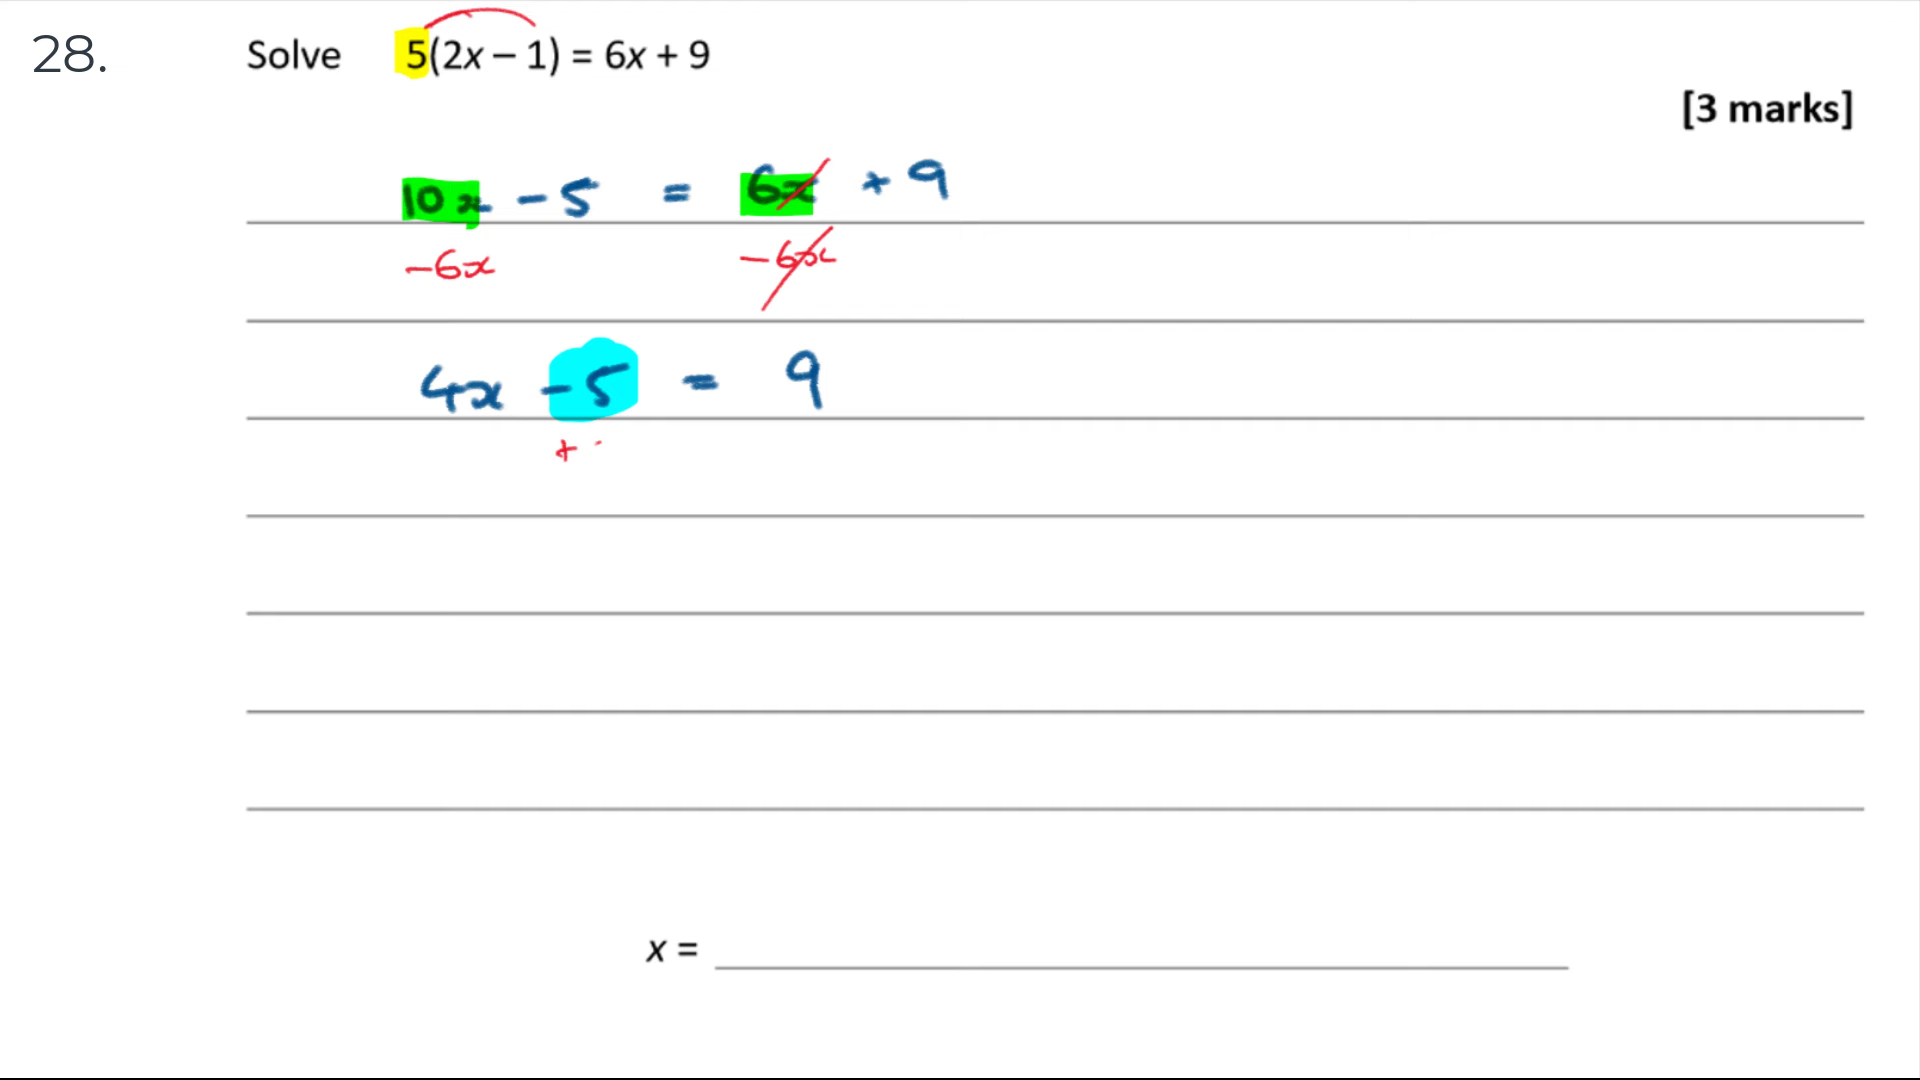 28. Solve 5(2x – 1) = 6x + 9
[3 marks]
10x - 5 = 6x + 9
-6x -6x
4x - 5 = 9
+
x =